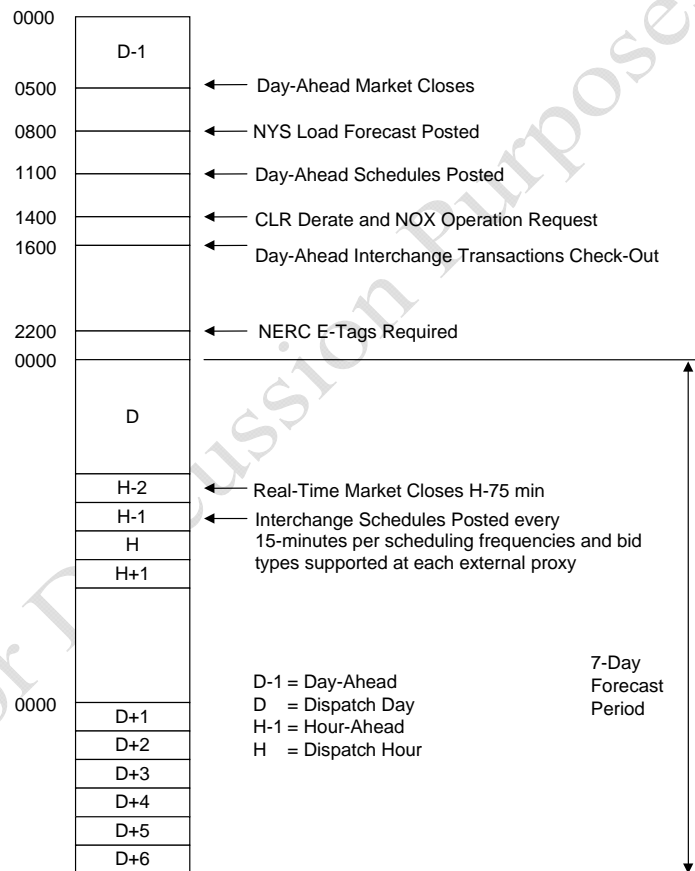 0000
D-1
0500
Day-Ahead Market Closes
0800
NYS Load Forecast Posted
1100
Day-Ahead Schedules Posted
1400
CLR Derate and NOX Operation Request
1600
Day-Ahead Interchange Transactions Check-Out
2200
NERC E-Tags Required
0000
D
H-2
Real-Time Market Closes H-75 min
H-1
Interchange Schedules Posted every
15-minutes per scheduling frequencies and bid
types supported at each external proxy
H
H+1
7-Day
Forecast
Period
D-1 = Day-Ahead
D = Dispatch Day
H-1 = Hour-Ahead
H = Dispatch Hour
0000
D+1
D+2
D+3
D+4
D+5
D+6
or Discussion Purpose